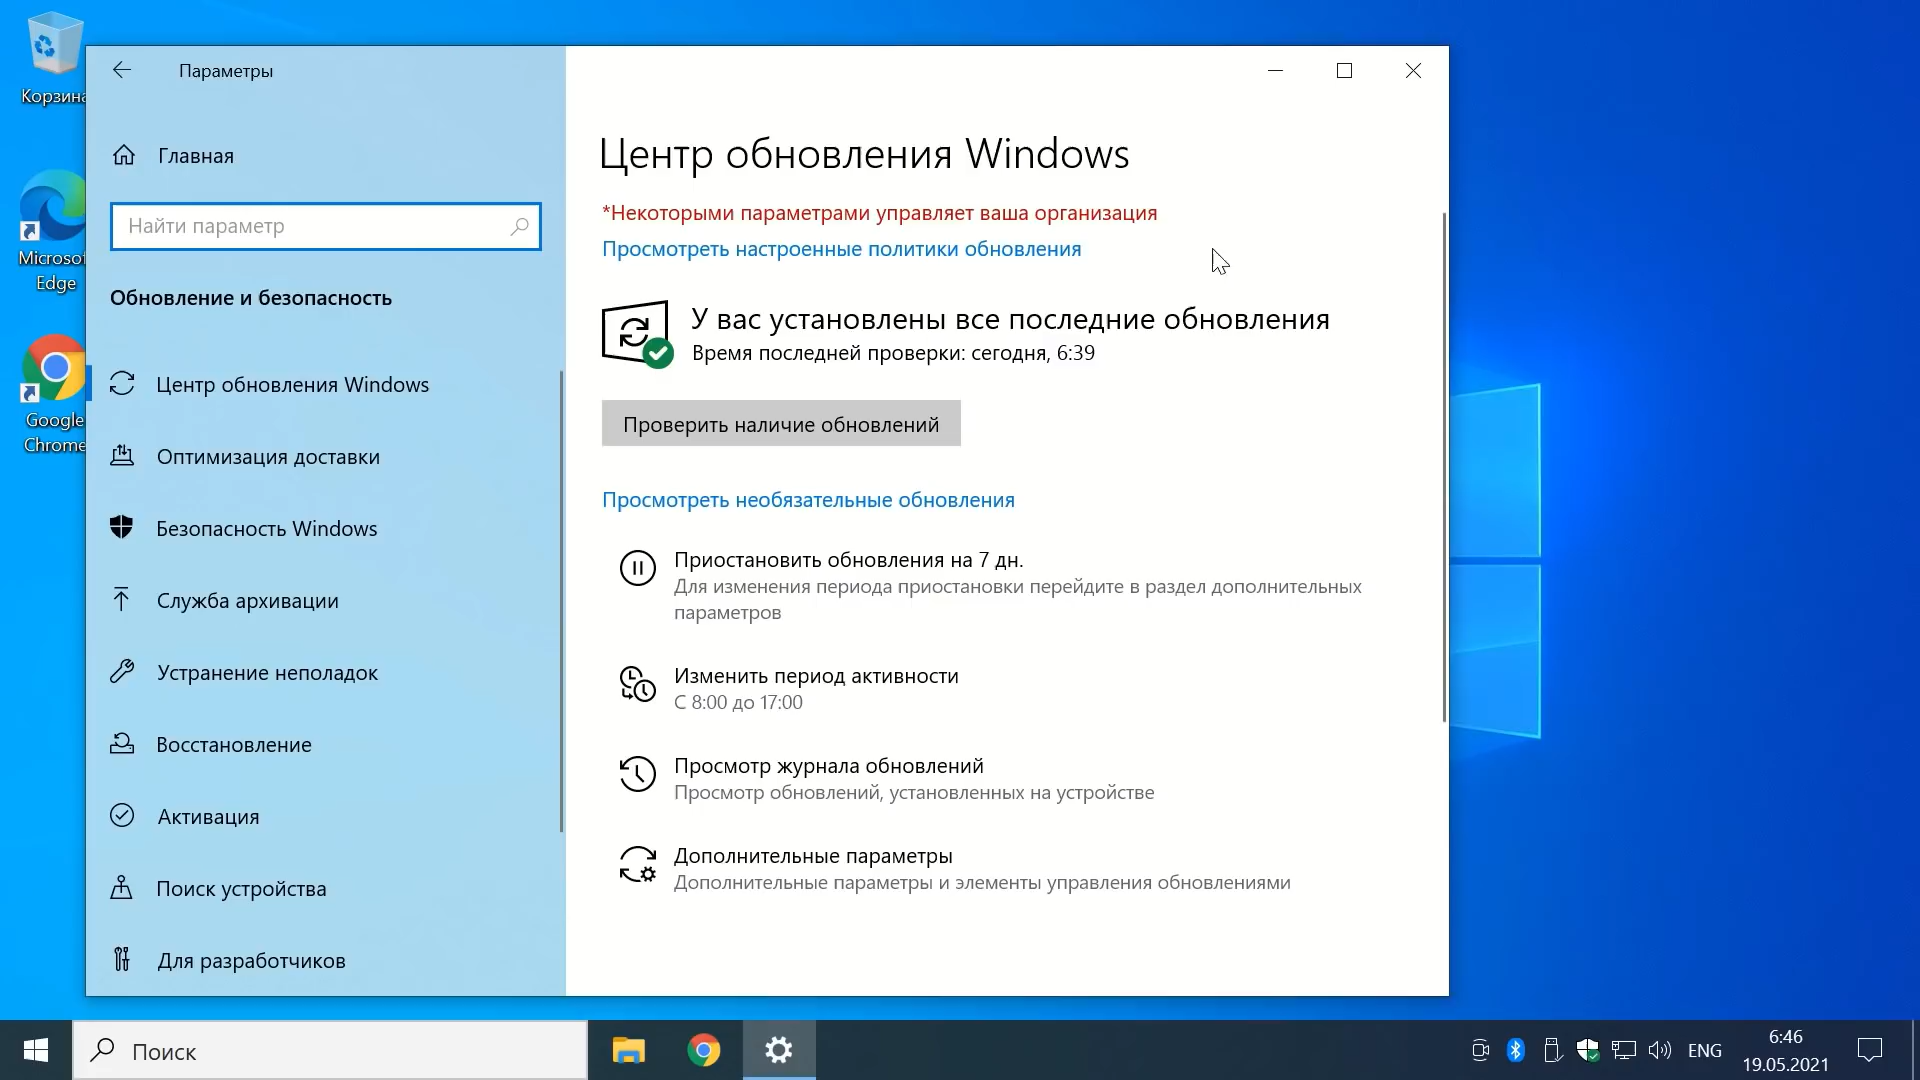 Корзина
Microsof
Edge
Google
Chrome
Параметры
Главная
Найти параметр
Обновление и безопасность
Центр обновления Windows
Оптимизация доставки
Безопасность Windows
Служба архивации
Устранение неполадок
Восстановление
Активация
Поиск устройства
Для разработчиков
Центр обновления Windows
*Некоторыми параметрами управляет ваша организация
Просмотреть настроенные политики обновления
У вас установлены все последние обновления
Время последней проверки: сегодня, 6:39
Проверить наличие обновлений
Просмотреть необязательные обновления
Приостановить обновления на 7 дн.
Для изменения периода приостановки перейдите в раздел дополнительных
параметров
Изменить период активности
С 8:00 до 17:00
Просмотр журнала обновлений
Просмотр обновлений, установленных на устройстве
Дополнительные параметры
Дополнительные параметры и элементы управления обновлениями
Поиск
ENG
6:46
19.05.2021